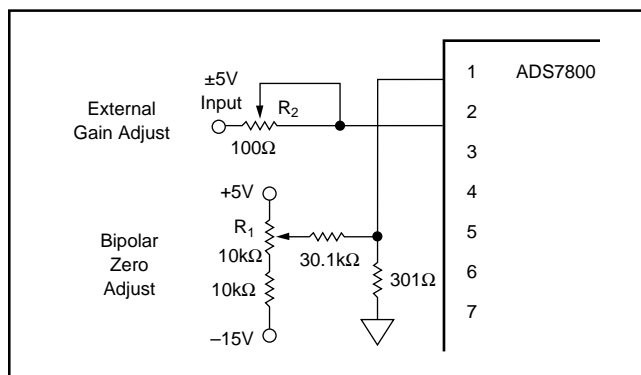 ±5V
Input
External
Gain Adjust
R2
100Ω
1 ADS7800
2
3
4
5
6
7
+5V
R1
10kΩ
30.1kΩ
Bipolar
Zero
Adjust
10kΩ
301Ω
–15V